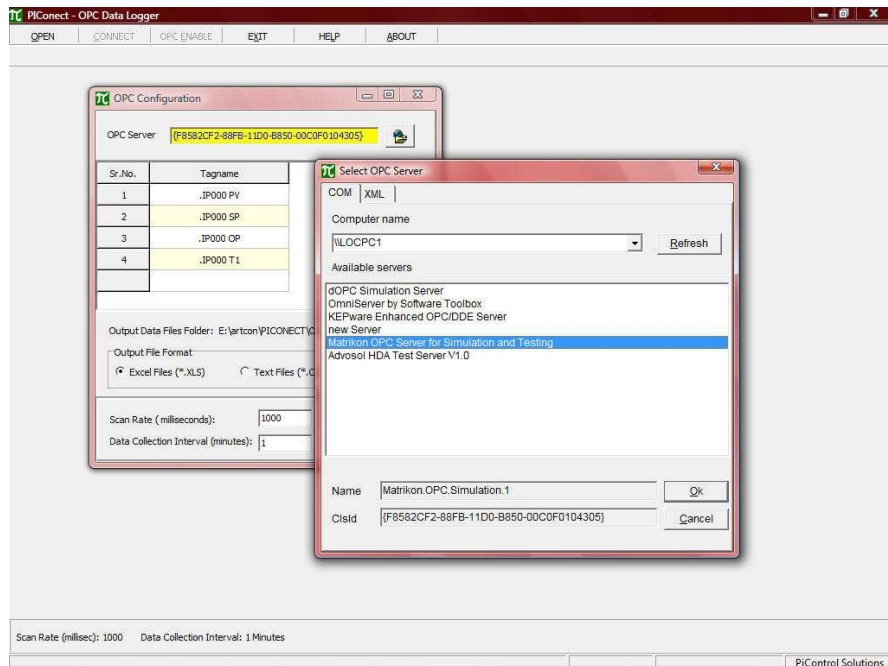 PIConect - OPC Data Logger
OPEN CONNECT OPC ENABLE EXIT HELP ABOUT
OPC Configuration
OPC Server {F8582CF2-88FB-11D0-B850-00C0F0104305}
Sr.No. Tagname
1 .IP000 PV
2 .IP000 SP
3 .IP000 OP
4 .IP000 T1
Output Data Files Folder: E:\artcon\PICONECT\
Output File Format
Excel Files (*.XLS) Text Files (*.C
Scan Rate ( milliseconds): 1000
Data Collection Interval (minutes): 1
Select OPC Server
COM XML
Computer name
\\LOCPC1 Refresh
Available servers
dOPC Simulation Server
OmniServer by Software Toolbox
KEPware Enhanced OPC/DDE Server
new Server
Matrikon OPC Server for Simulation and Testing
Advosol HDA Test Server V1.0
Name Matrikon.OPC.Simulation.1 Ok
ClsId {F8582CF2-88FB-11D0-B850-00C0F0104305} Cancel
Scan Rate (millisec): 1000 Data Collection Interval: 1 Minutes
PiControl Solutions